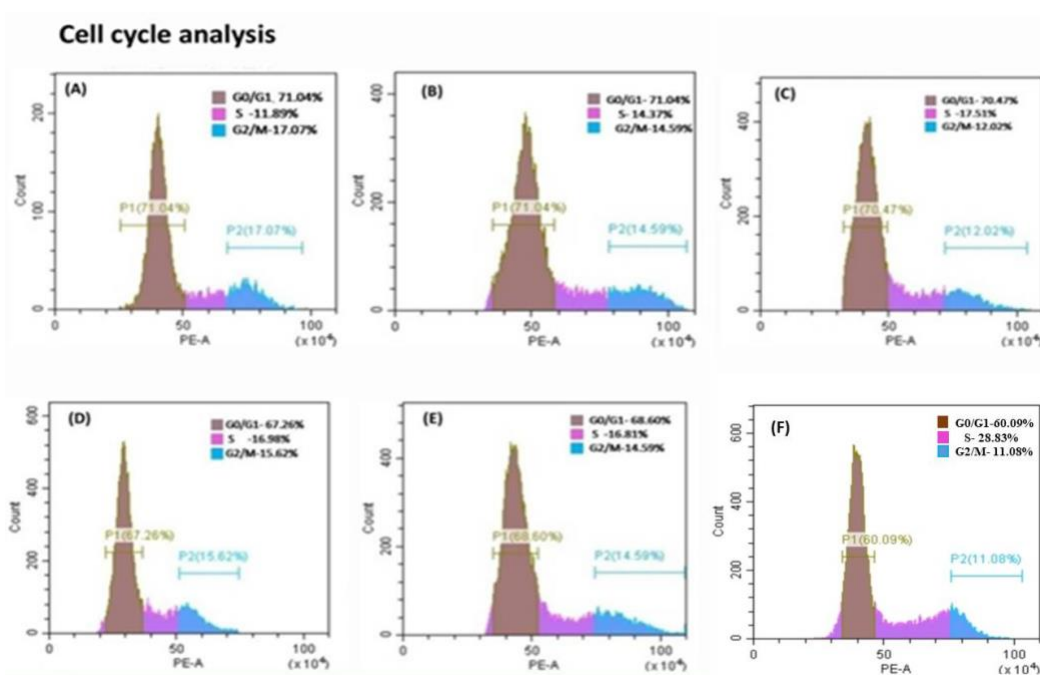 Cell cycle analysis
(A)
G0/G1 71.04%
S -11.89%
G2/M-17.07%
200
100
0
Count
P1(71.04%)
P2(17.07%)
0
50
100
PE-A
(x 10⁴)
(B)
G0/G1- 71.04%
S- 14.37%
G2/M-14.59%
400
200
0
Count
P1(71.04%)
P2(14.59%)
0
50
100
PE-A
(x 10⁴)
(C)
G0/G1- 70.47%
S -17.51%
G2/M-12.02%
400
200
0
Count
P1(70.47%)
P2(12.02%)
0
50
100
PE-A
(x 10⁴)
(D)
G0/G1- 67.26%
S -16.98%
G2/M-15.62%
600
400
200
0
Count
P1(67.26%)
P2(15.62%)
0
50
100
PE-A
(x 10⁴)
(E)
G0/G1- 68.60%
S -16.81%
G2/M-14.59%
400
200
0
Count
P1(68.60%)
P2(14.59%)
0
50
100
PE-A
(x 10⁴)
(F)
G0/G1-60.09%
S- 28.83%
G2/M- 11.08%
600
400
200
0
Count
P1(60.09%)
P2(11.08%)
0
50
100
PE-A
(x 10⁴)